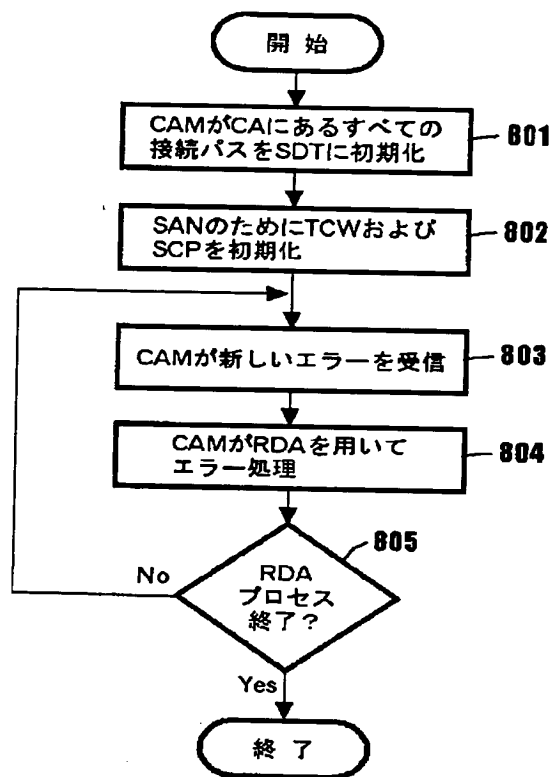 開始
CAMがCAにあるすべての
接続パスをSDTに初期化
801
SANのためにTCWおよび
SCPを初期化
802
CAMが新しいエラーを受信
803
CAMがRDAを用いて
エラー処理
804
805
No
RDA
プロセス
終了?
Yes
終了